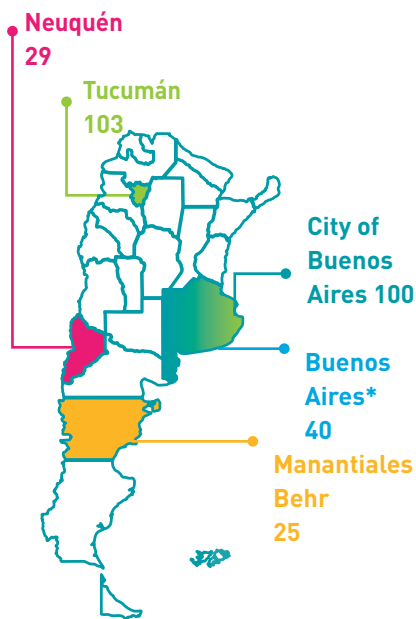 Neuquén
29
Tucumán
103
City of
Buenos
Aires 100
Buenos
Aires*
40
Manantiales
Behr
25